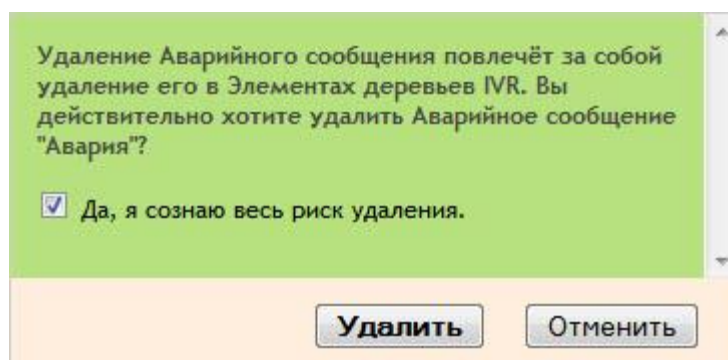 Удаление Аварийного сообщения повлечёт за собой
удаление его в Элементах деревьев IVR. Вы
действительно хотите удалить Аварийное сообщение
"Авария"?
Да, я сознаю весь риск удаления.
Удалить Отменить